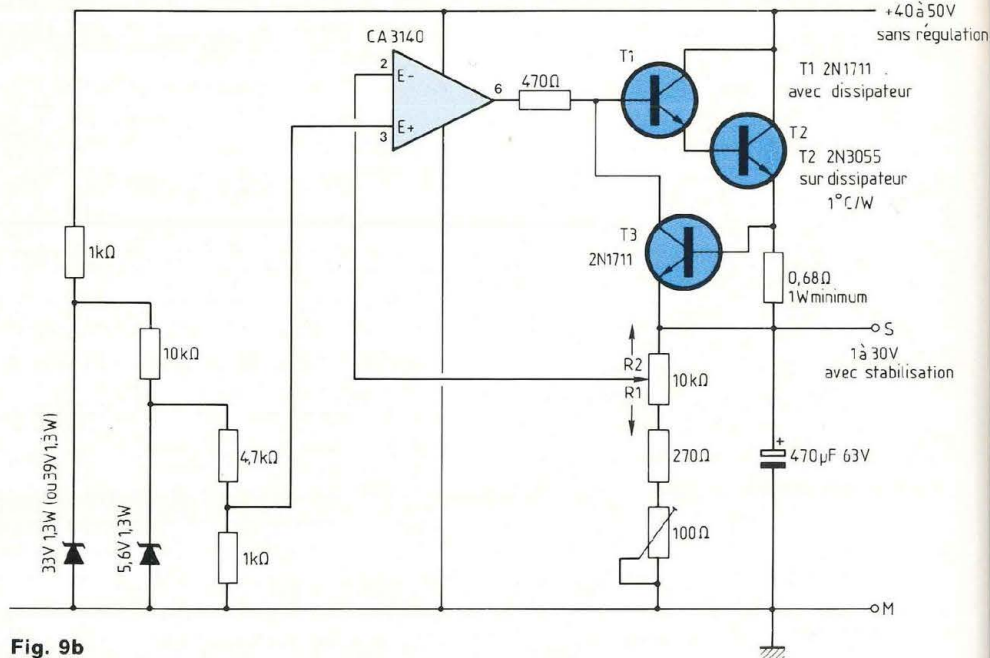 +40 à 50V
sans régulation
CA 3140
2
E-
6
E+
3
470Ω
T1
T1 2N1711
avec dissipateur
T2
T2 2N3055
sur dissipateur
1°C/W
T3
2N1711
1kΩ
0,68Ω
1W minimum
10kΩ
S
1 à 30V
avec stabilisation
R2
R1
10kΩ
4,7kΩ
270Ω
+
470µF 63V
33V 1,3W (ou 39V 1,3W)
5,6V 1,3W
1kΩ
100Ω
M
Fig. 9b